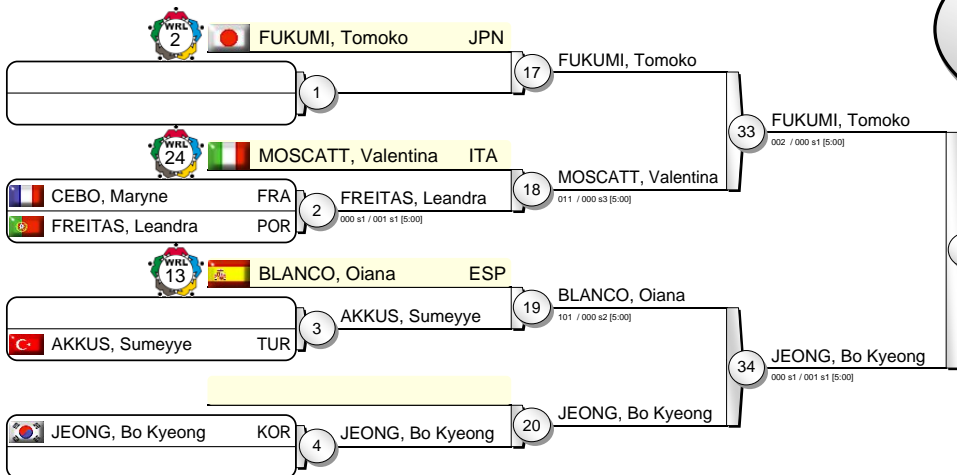 WRL
2
FUKUMI, Tomoko JPN
1
17
FUKUMI, Tomoko
WRL
24
MOSCATT, Valentina ITA
CEBO, Maryne FRA
FREITAS, Leandra POR
2
FREITAS, Leandra
000 s1 / 001 s1 [5:00]
18
MOSCATT, Valentina
011 / 000 s3 [5:00]
33
FUKUMI, Tomoko
002 / 000 s1 [5:00]
WRL
13
BLANCO, Oiana ESP
AKKUS, Sumeyye TUR
3
AKKUS, Sumeyye
19
BLANCO, Oiana
101 / 000 s2 [5:00]
JEONG, Bo Kyeong KOR
4
JEONG, Bo Kyeong
20
JEONG, Bo Kyeong
34
JEONG, Bo Kyeong
000 s1 / 001 s1 [5:00]